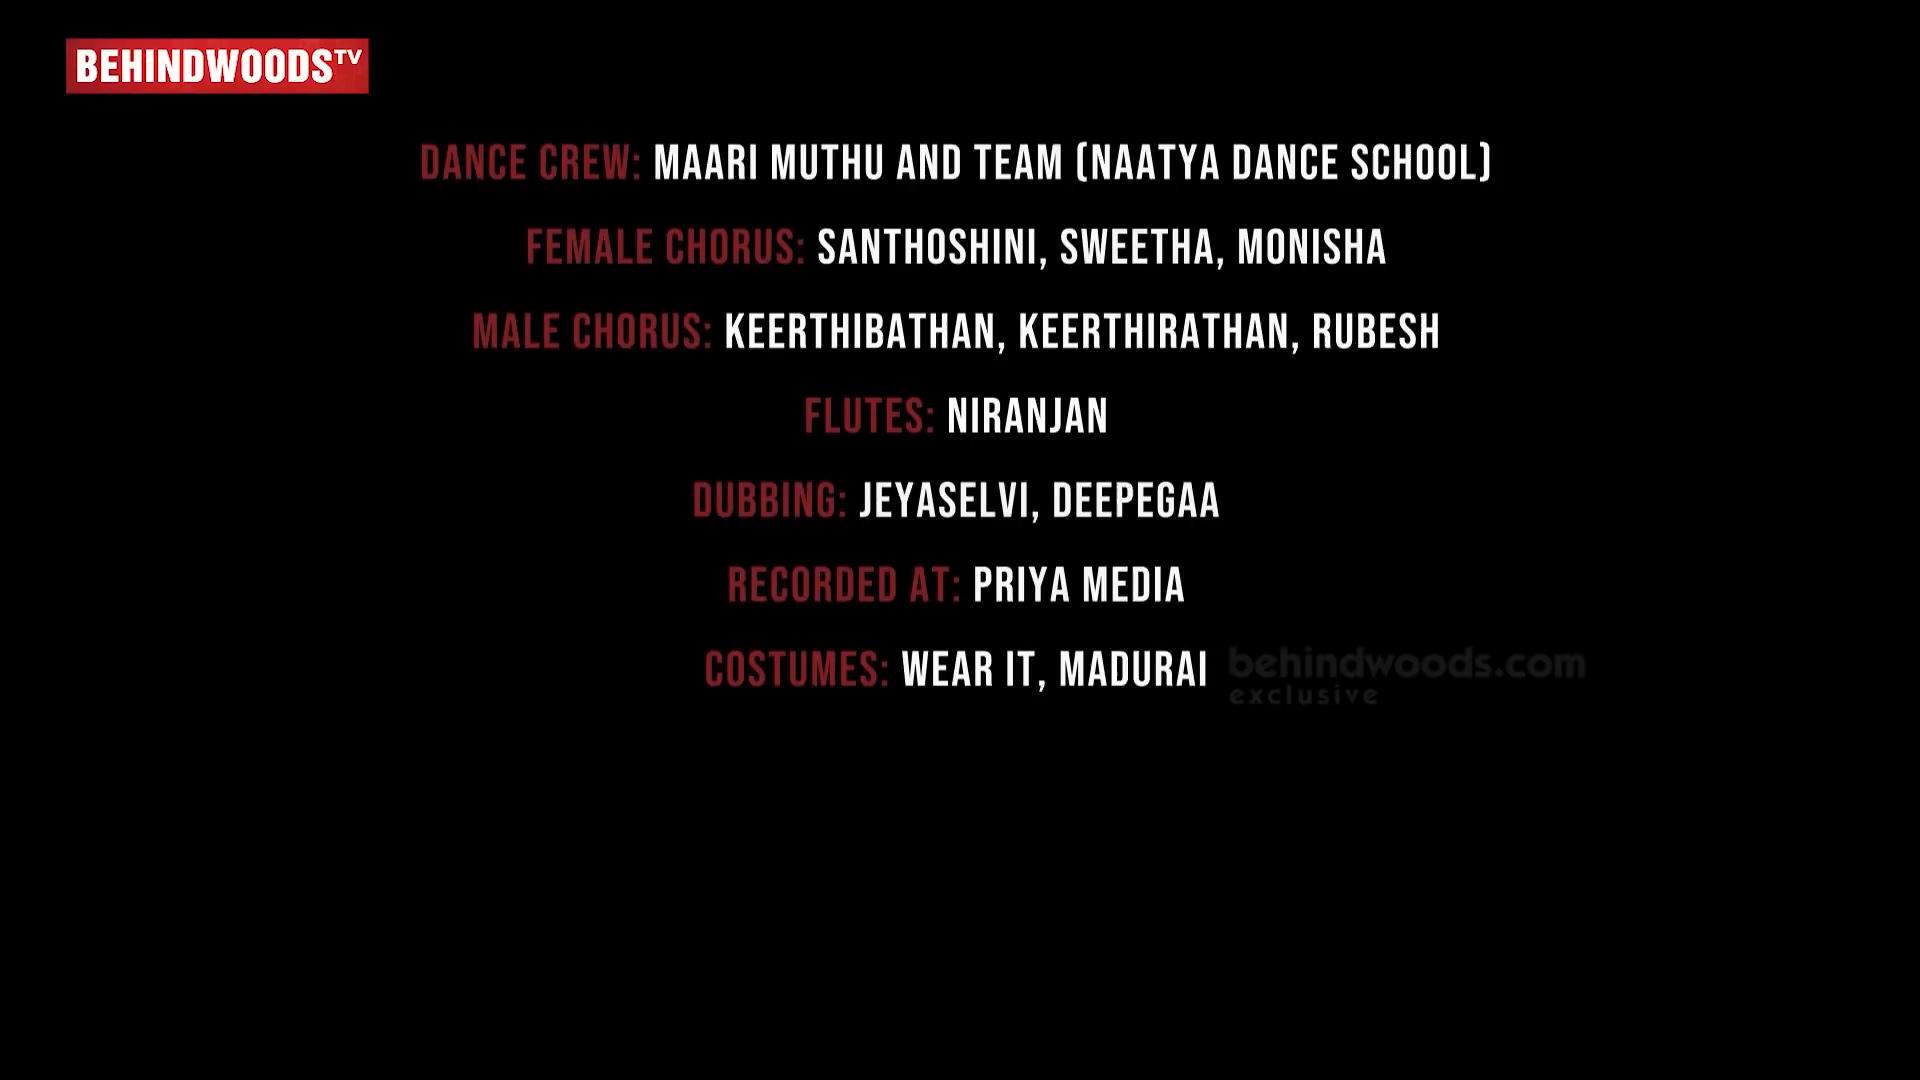 BEHINDWOODS TV
DANCE CREW: MAARI MUTHU AND TEAM (NAATYA DANCE SCHOOL)
FEMALE CHORUS: SANTHOSHINI, SWEETHA, MONISHA
MALE CHORUS: KEERTHIBATHAN, KEERTHIRATHAN, RUBESH
FLUTES: NIRANJAN
DUBBING: JEYASELVI, DEEPEGAA
RECORDED AT: PRIYA MEDIA
COSTUMES: WEAR IT, MADURAI
behindwoods.com
exclusive